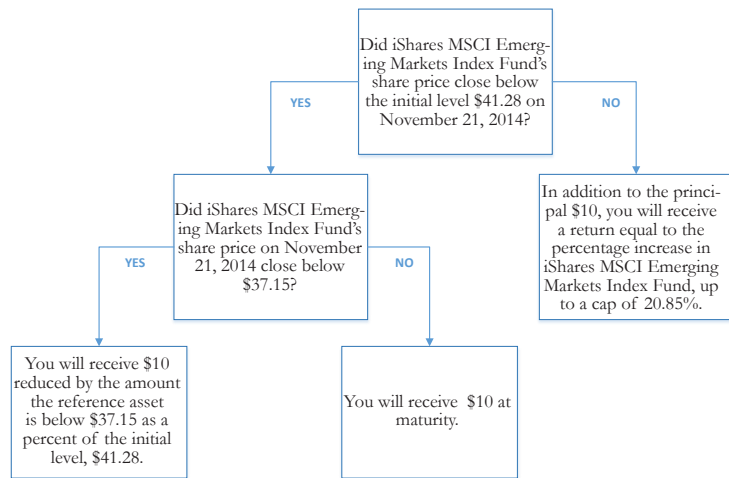 Did iShares MSCI Emerg-
ing Markets Index Fund's
share price close below
the initial level $41.28 on
November 21, 2014?
YES
NO
Did iShares MSCI Emerg-
ing Markets Index Fund's
share price on November
21, 2014 close below
$37.15?
In addition to the princi-
pal $10, you will receive
a return equal to the
percentage increase in
iShares MSCI Emerging
Markets Index Fund, up
to a cap of 20.85%.
YES
NO
You will receive $10
reduced by the amount
the reference asset
is below $37.15 as a
percent of the initial
level, $41.28.
You will receive $10 at
maturity.